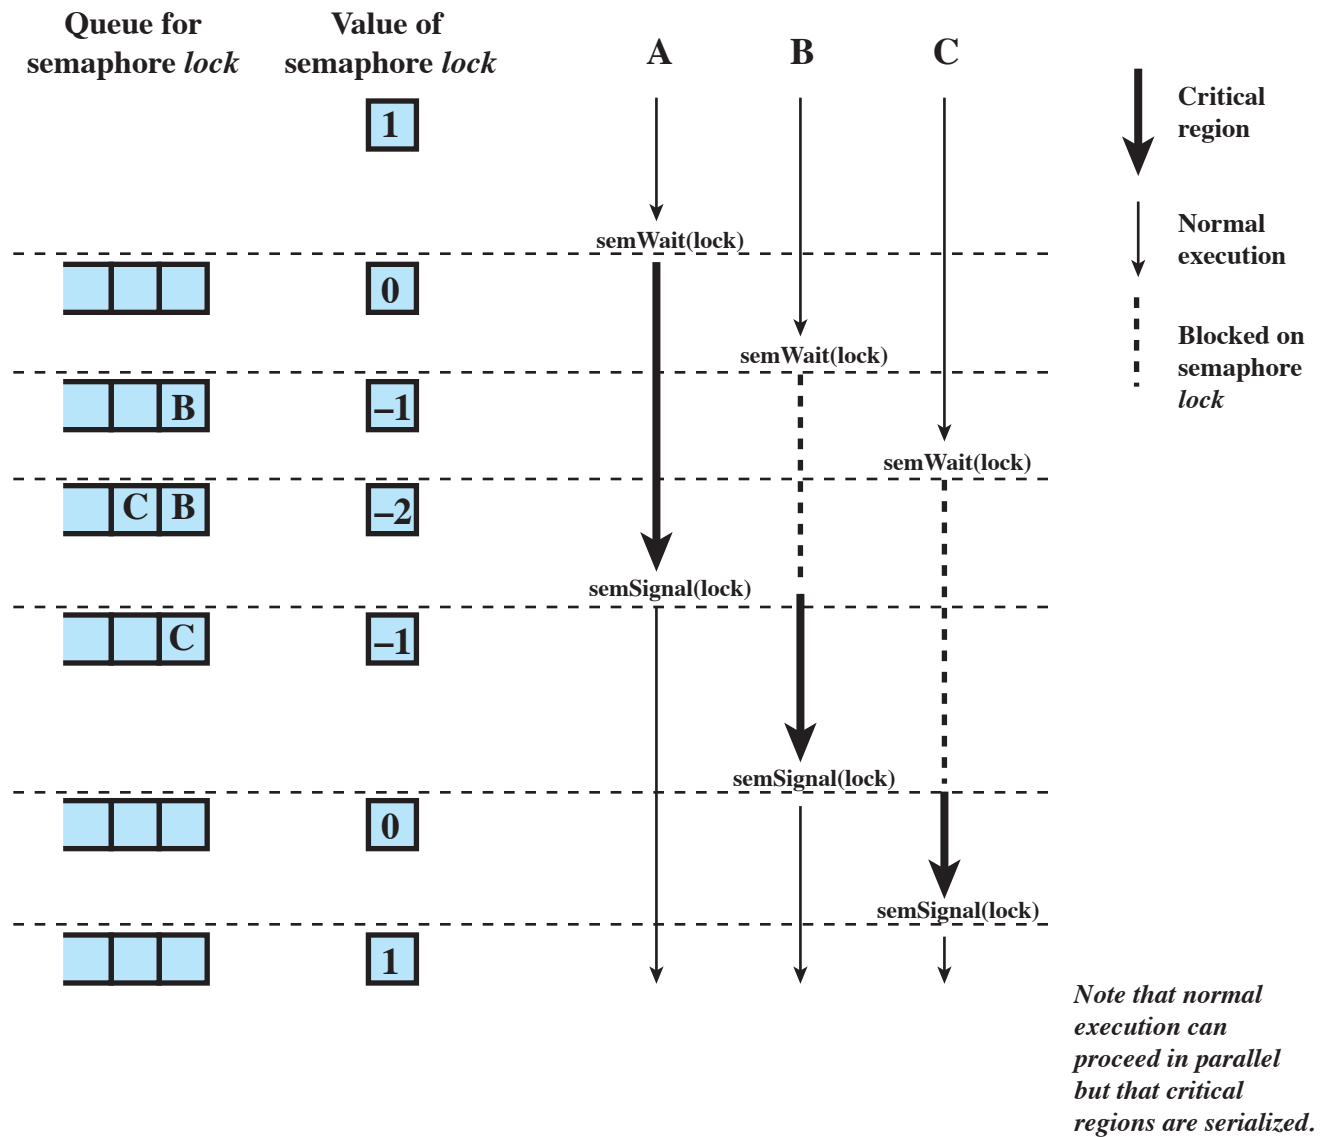 Queue for
semaphore lock
Value of
semaphore lock
A
B
C
1
Critical
region
Normal
execution
semWait(lock)
0
Blocked on
semaphore
lock
semWait(lock)
B
–1
semWait(lock)
C B
–2
semSignal(lock)
C
–1
semSignal(lock)
0
semSignal(lock)
1
Note that normal
execution can
proceed in parallel
but that critical
regions are serialized.